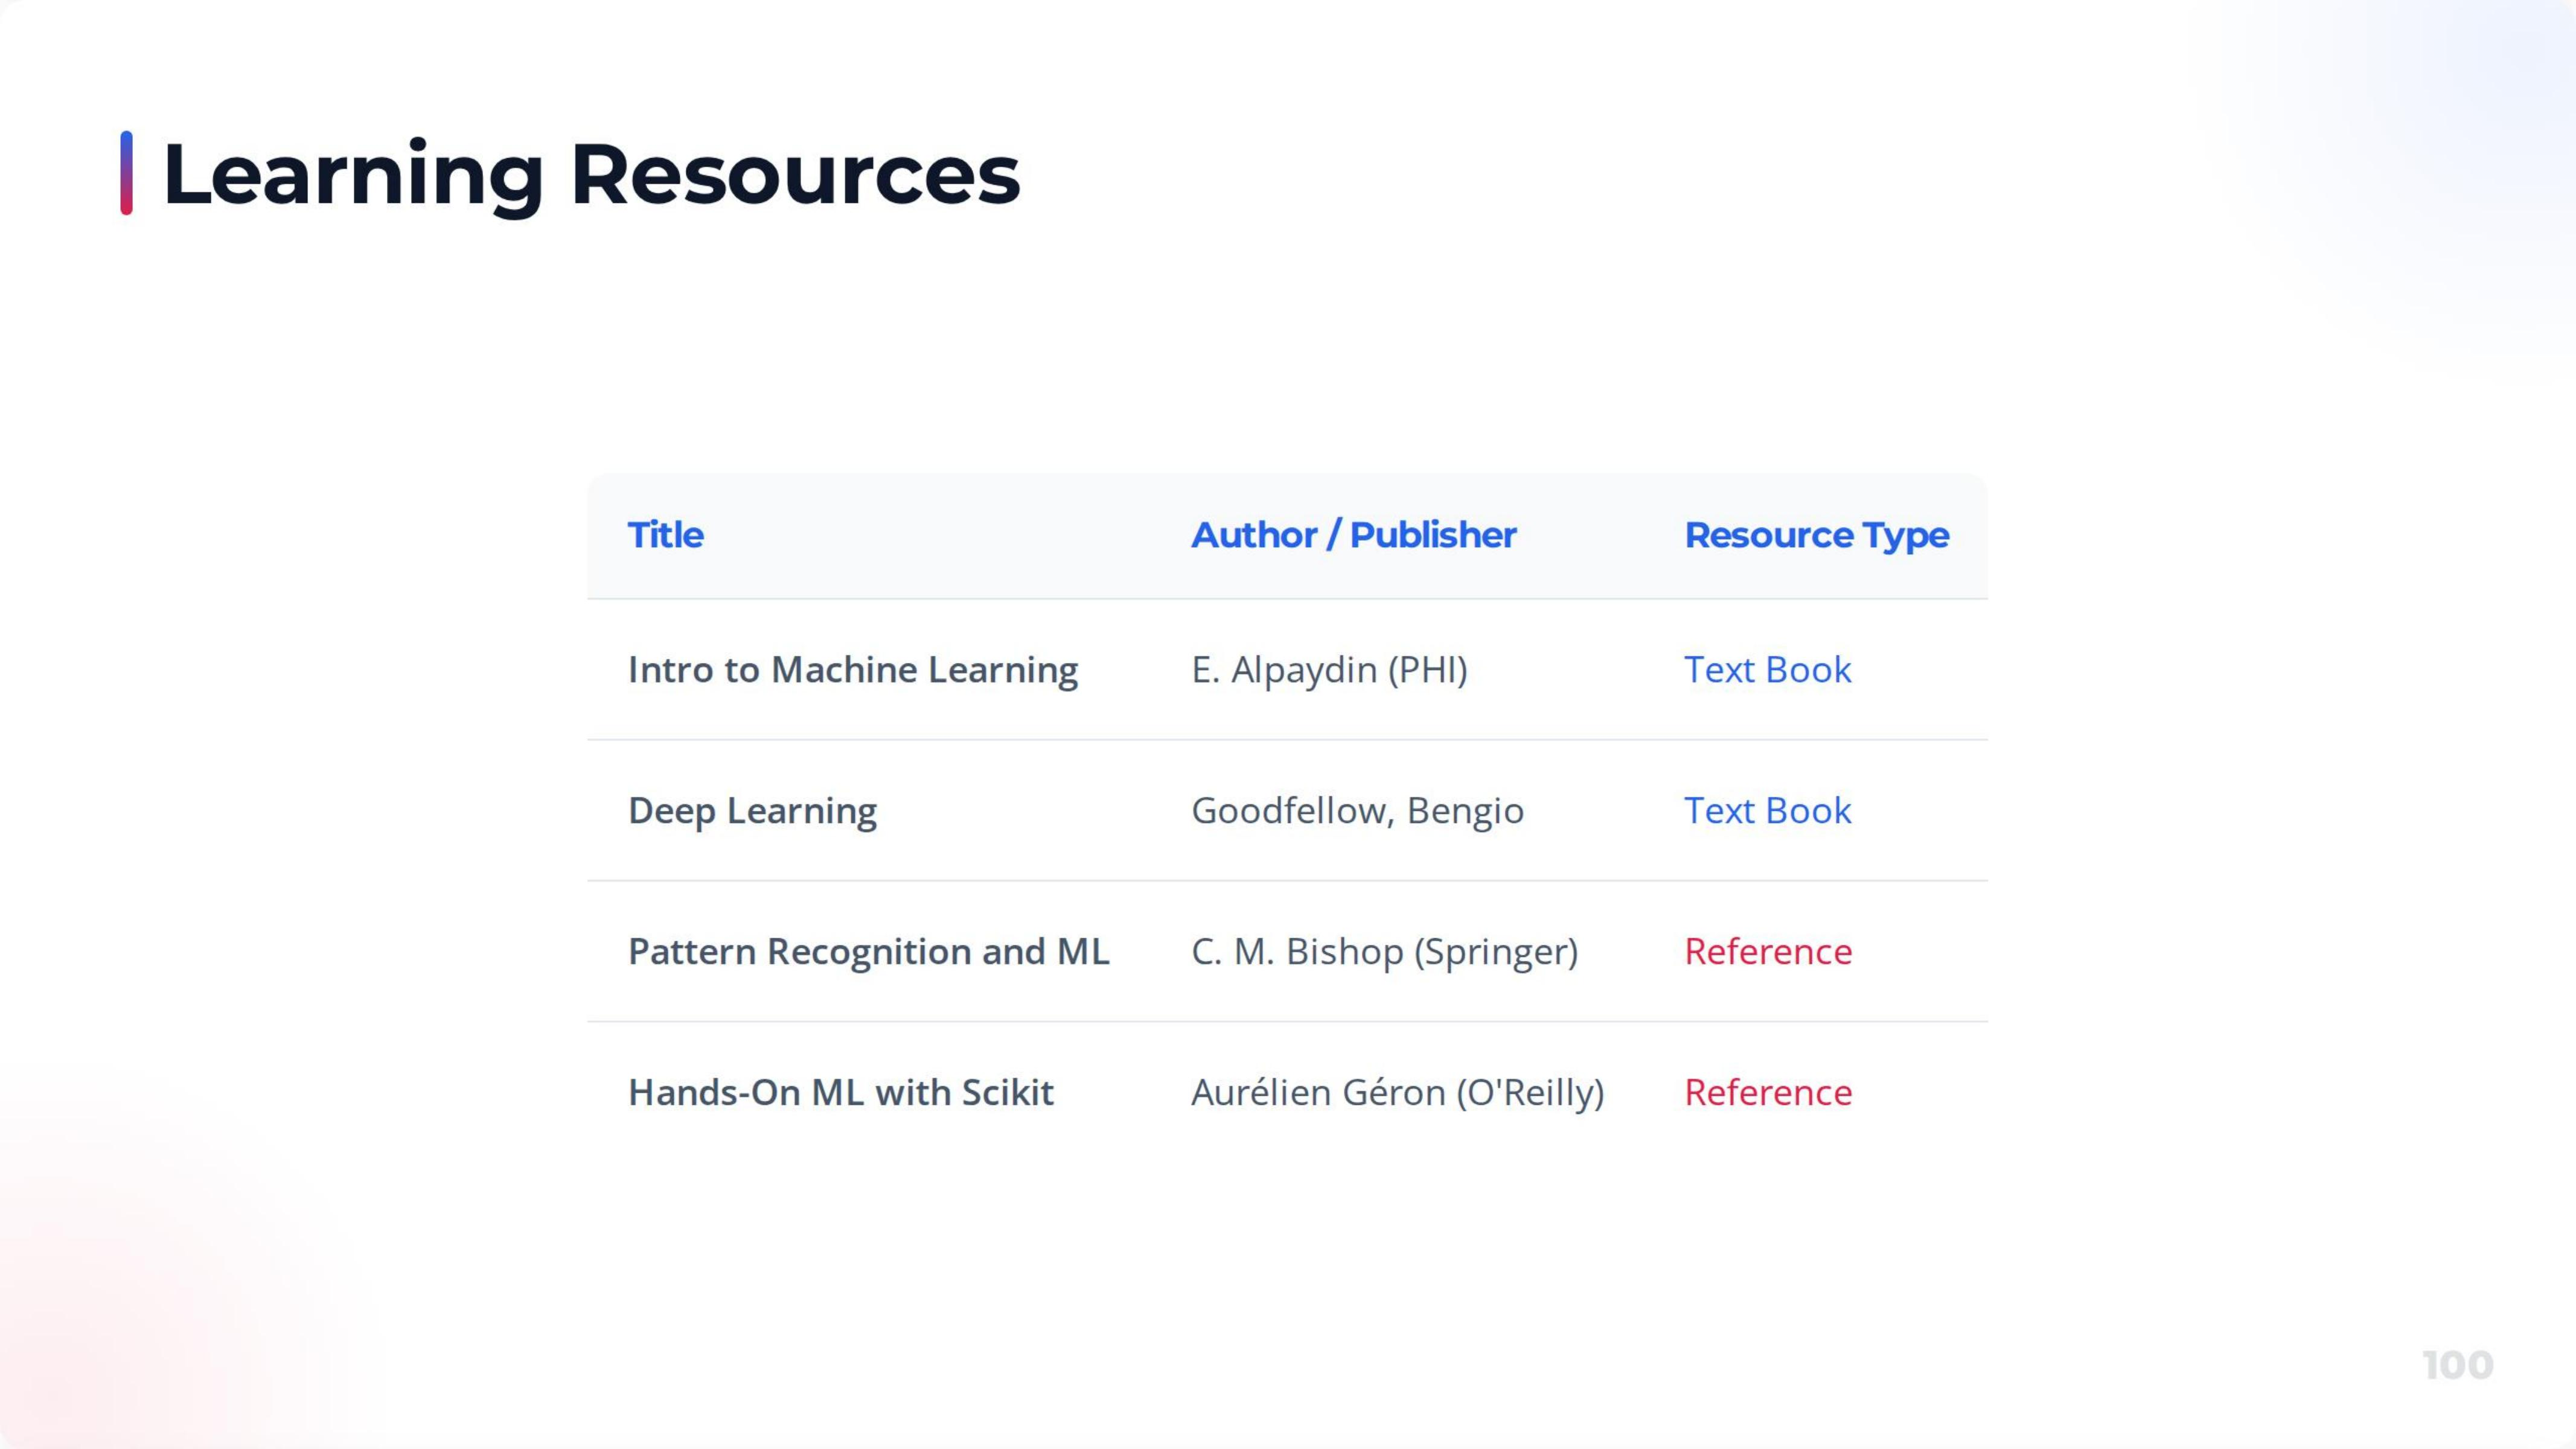 Learning Resources
Title Author / Publisher Resource Type
Intro to Machine Learning E. Alpaydin (PHI) Text Book
Deep Learning Goodfellow, Bengio Text Book
Pattern Recognition and ML C. M. Bishop (Springer) Reference
Hands-On ML with Scikit Aurélien Géron (O'Reilly) Reference
100